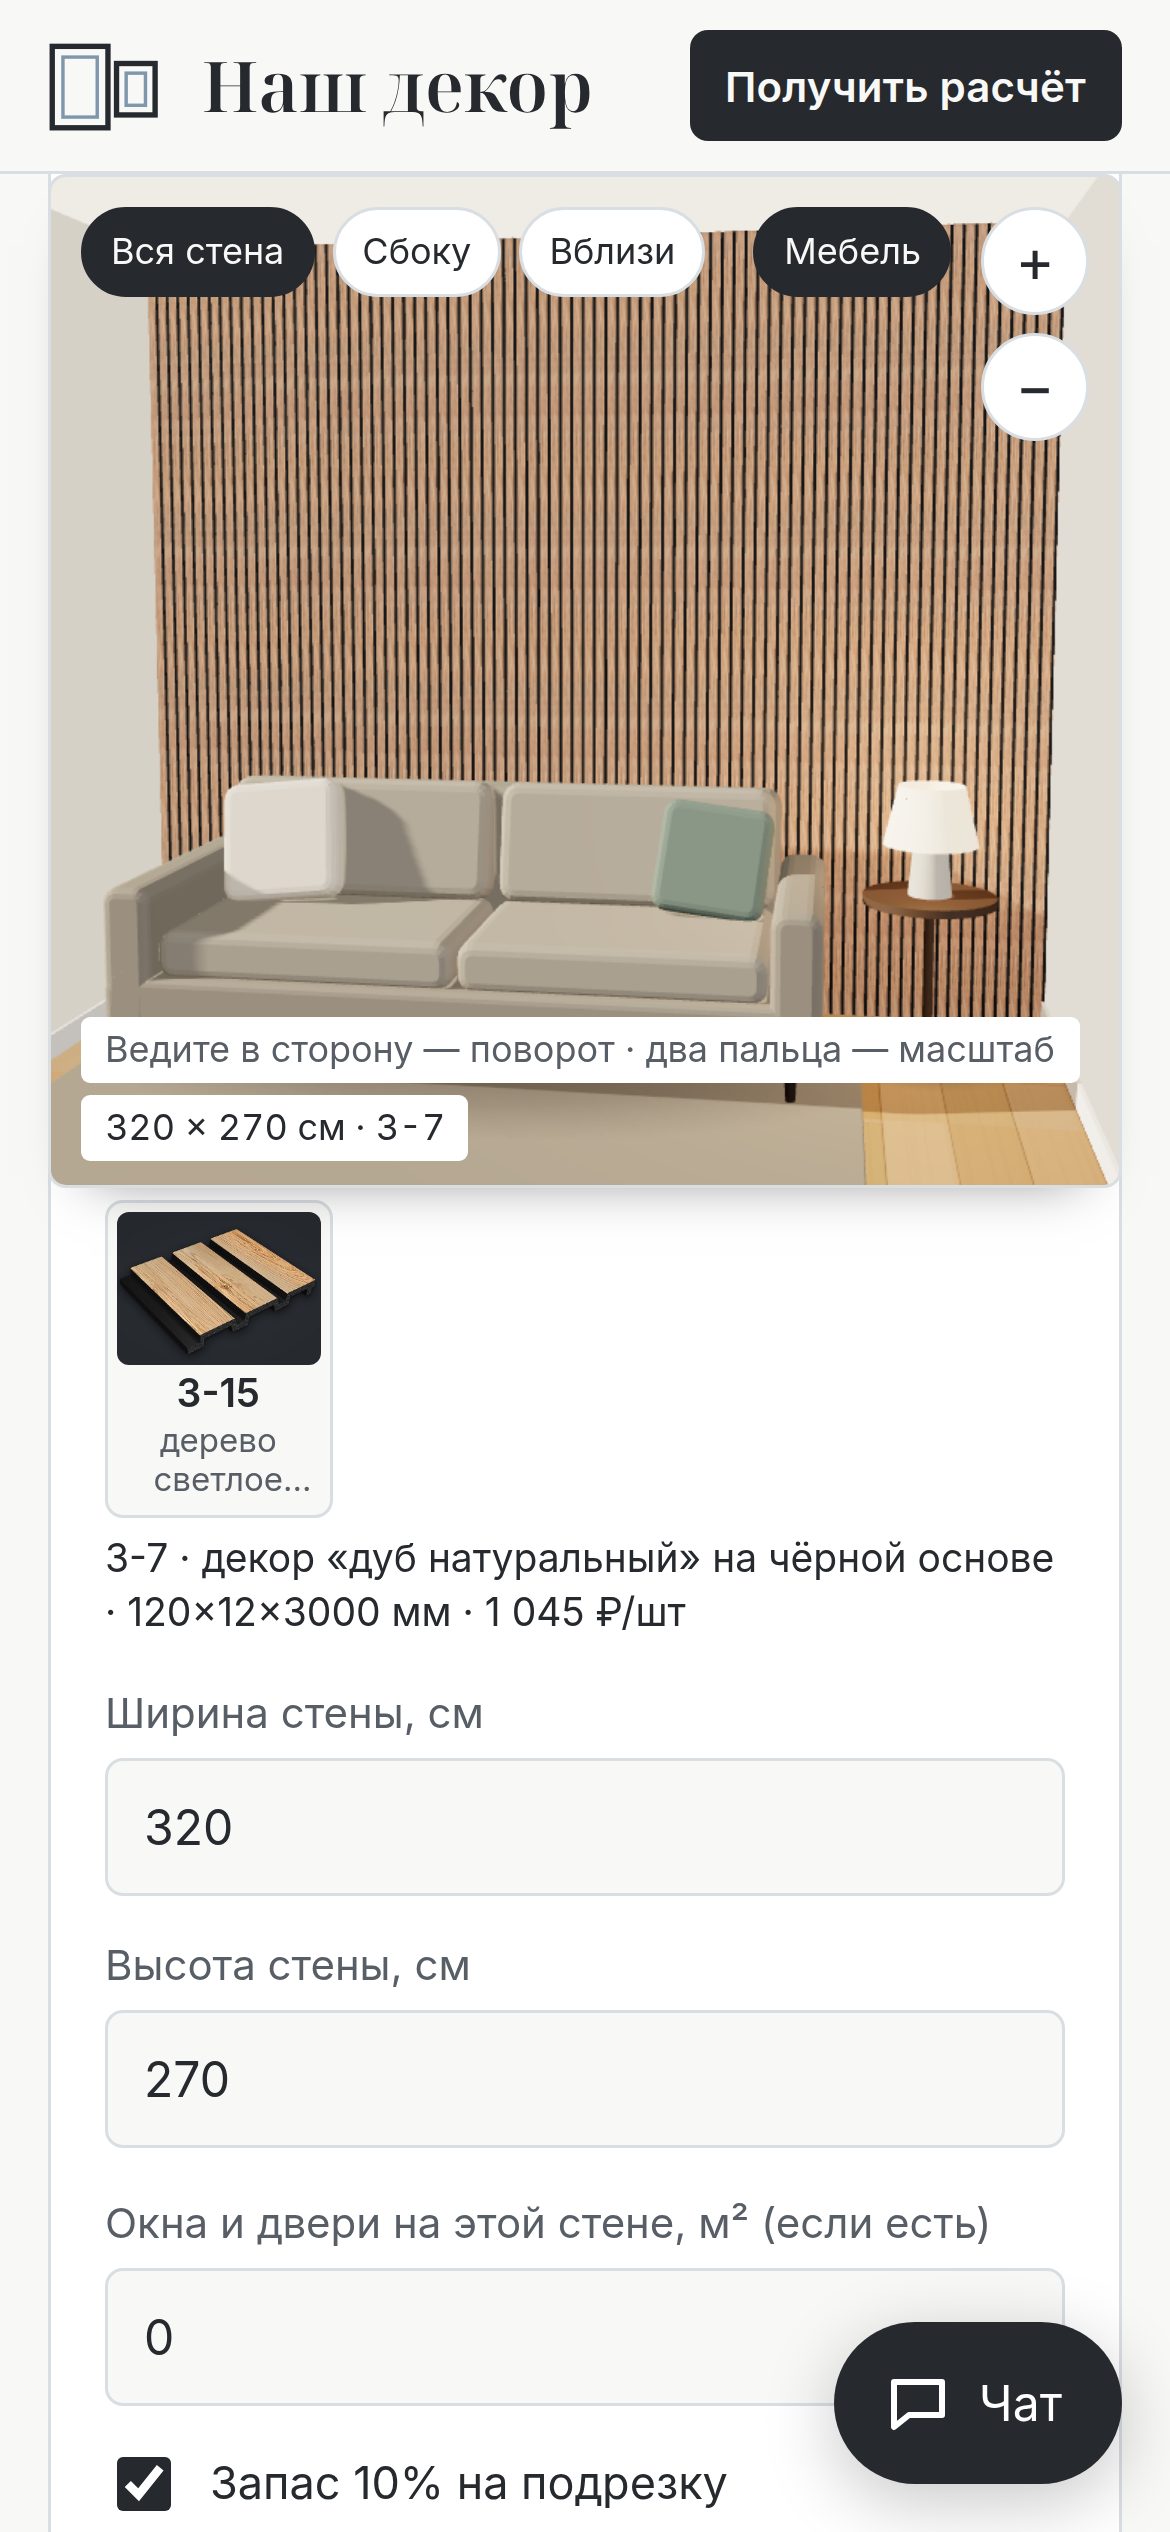 Наш декор
Получить расчёт
Вся стена
Сбоку
Вблизи
Мебель
+
−
Ведите в сторону — поворот · два пальца — масштаб
320 × 270 см · 3-7
3-15
дерево
светлое...
3-7 · декор «дуб натуральный» на чёрной основе
· 120×12×3000 мм · 1 045 ₽/шт
Ширина стены, см
320
Высота стены, см
270
Окна и двери на этой стене, м² (если есть)
0
Чат
Запас 10% на подрезку